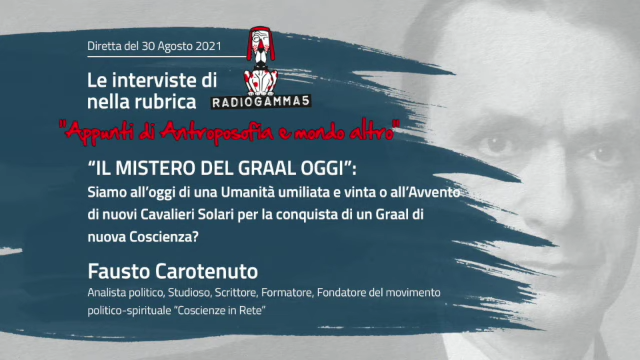 Diretta del 30 Agosto 2021
Le interviste di
nella rubrica RADIOGAMMA5
"Appunti di Antroposofia e mondo altro"
“IL MISTERO DEL GRAAL OGGI”:
Siamo all’oggi di una Umanità umiliata e vinta o all’Avvento
di nuovi Cavalieri Solari per la conquista di un Graal di
nuova Coscienza?
Fausto Carotenuto
Analista politico, Studioso, Scrittore, Formatore, Fondatore del movimento
politico-spirituale “Coscienze in Rete”